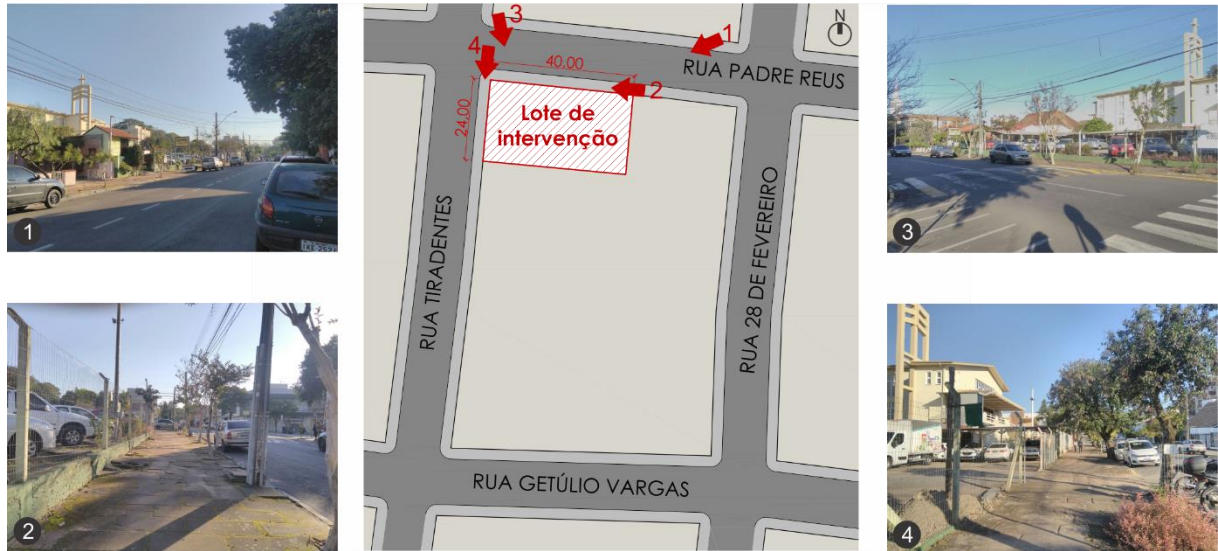 1
2
3
4
N
3
1
4
40.00
RUA PADRE REUS
2
24.00
Lote de
intervenção
RUA TIRADENTES
RUA 28 DE FEVEREIRO
RUA GETÚLIO VARGAS